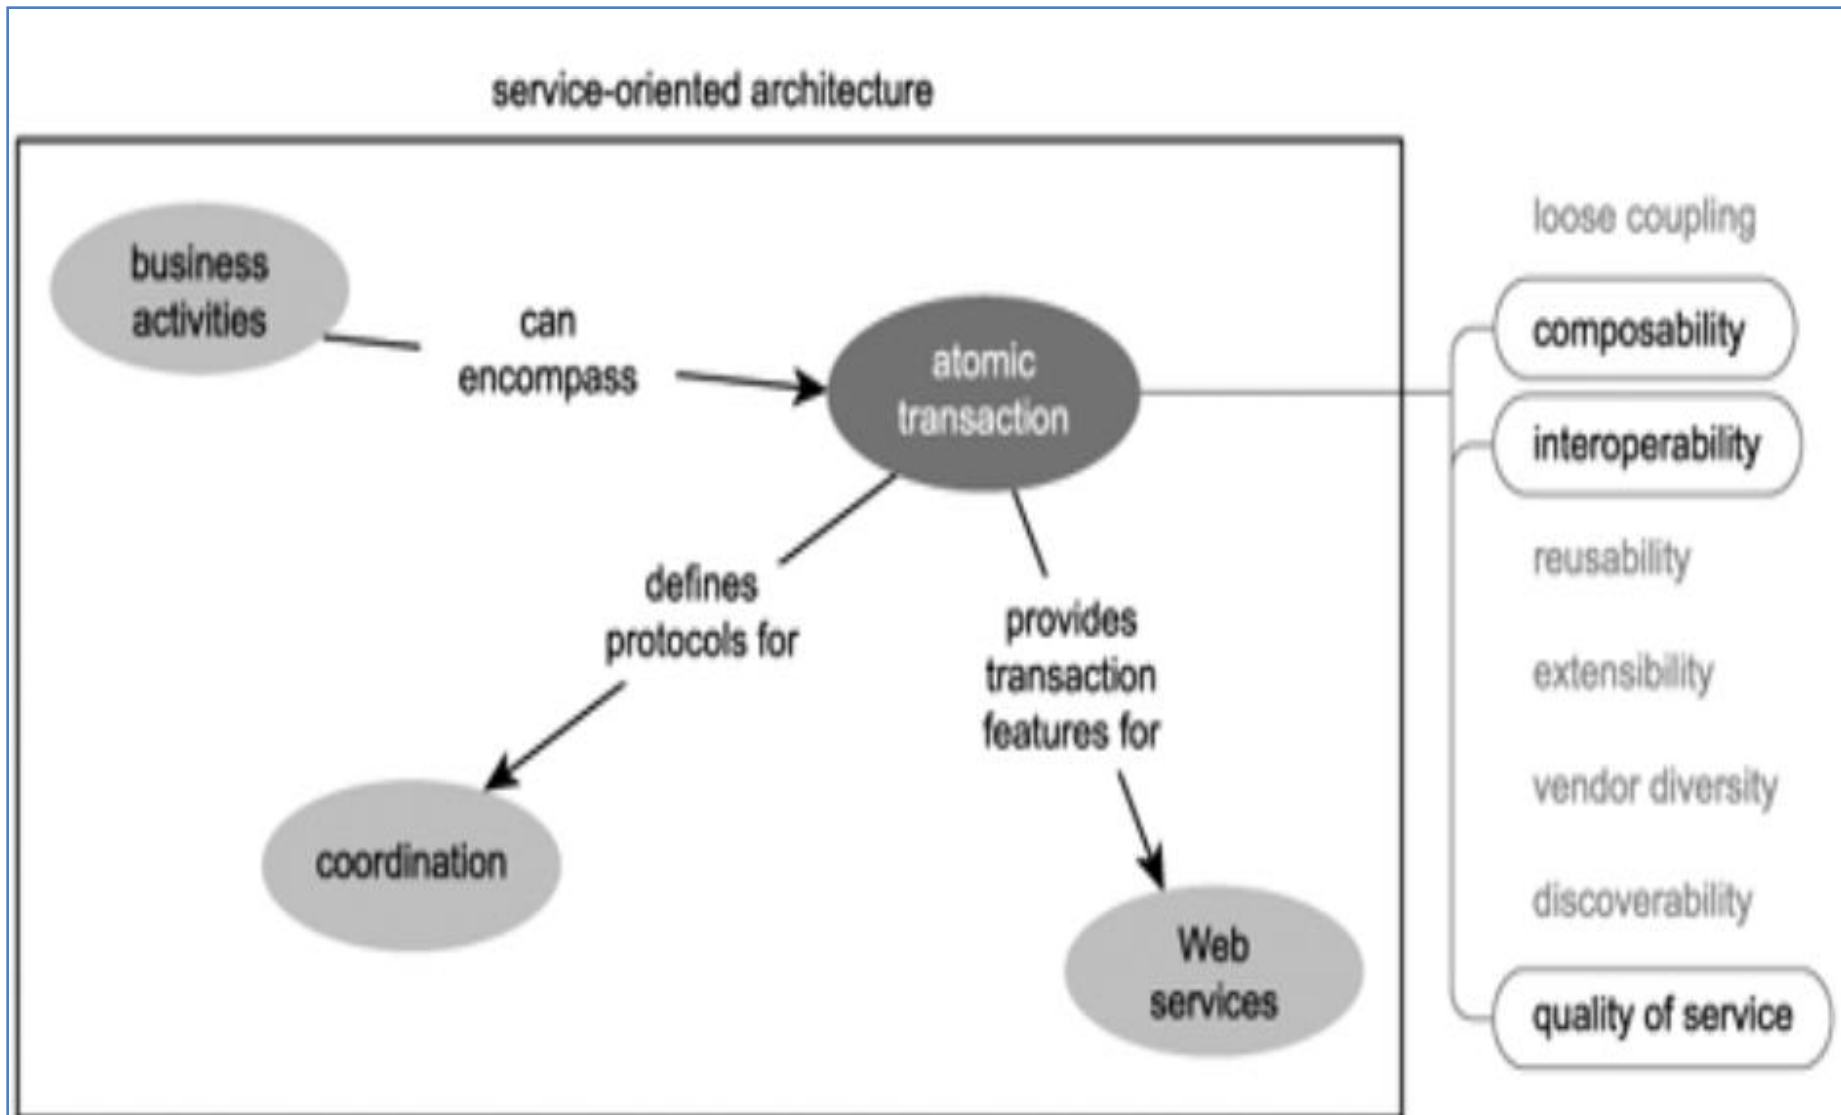 service-oriented architecture
business
activities
can
encompass
atomic
transaction
defines
protocols for
provides
transaction
features for
coordination
Web
services
loose coupling
composability
interoperability
reusability
extensibility
vendor diversity
discoverability
quality of service